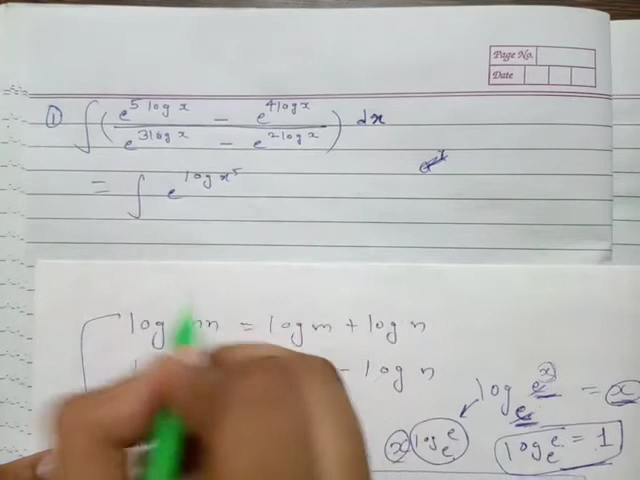 Page No.
Date
① ∫ ( e^{5 log x} - e^{4 log x} / e^{3 log x} - e^{2 log x} ) dx
= ∫ e^{log x^5}
log mn = log m + log n
- log n
log_e e^x = x
x log_e e
log_e e = 1